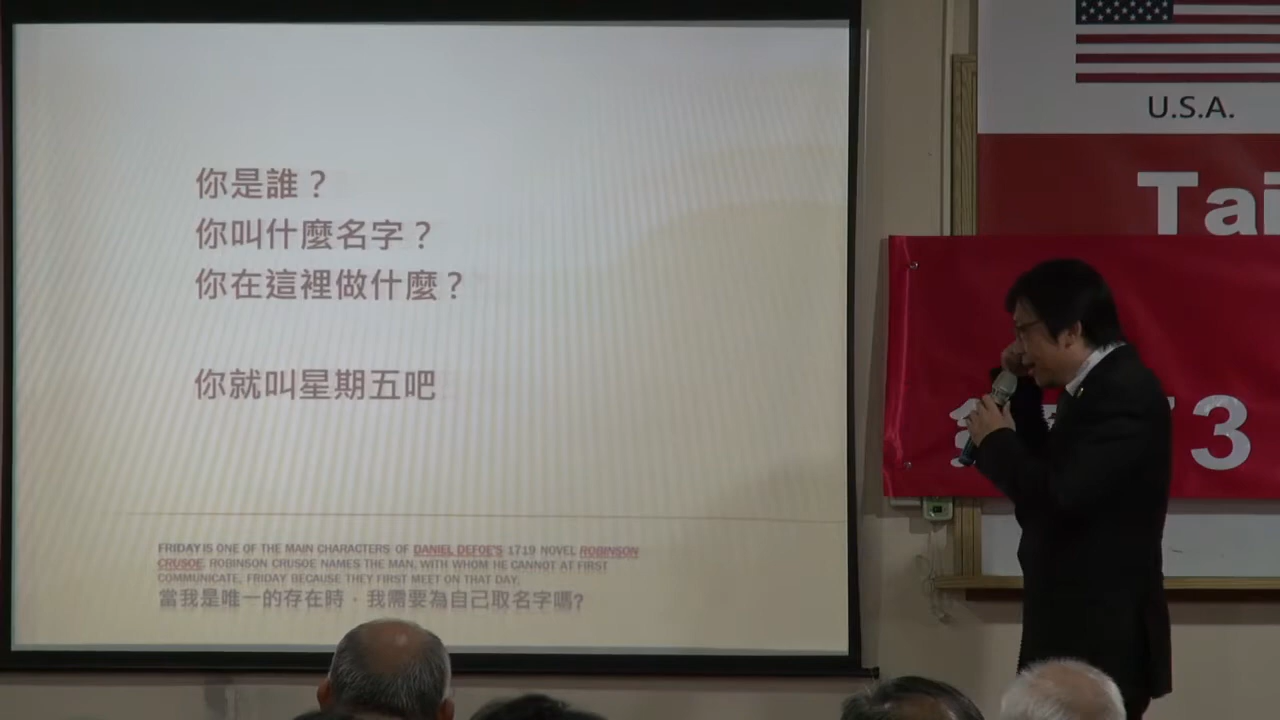 你是誰？
你叫什麼名字？
你在這裡做什麼？
你就叫星期五吧
FRIDAY IS ONE OF THE MAIN CHARACTERS OF DANIEL DEFOE'S 1719 NOVEL ROBINSON
CRUSOE. ROBINSON CRUSOE NAMES THE MAN, WITH WHOM HE CANNOT AT FIRST
COMMUNICATE, FRIDAY BECAUSE THEY FIRST MEET ON THAT DAY.
當我是唯一的存在時，我需要為自己取名字嗎?
U.S.A.
Tai
3